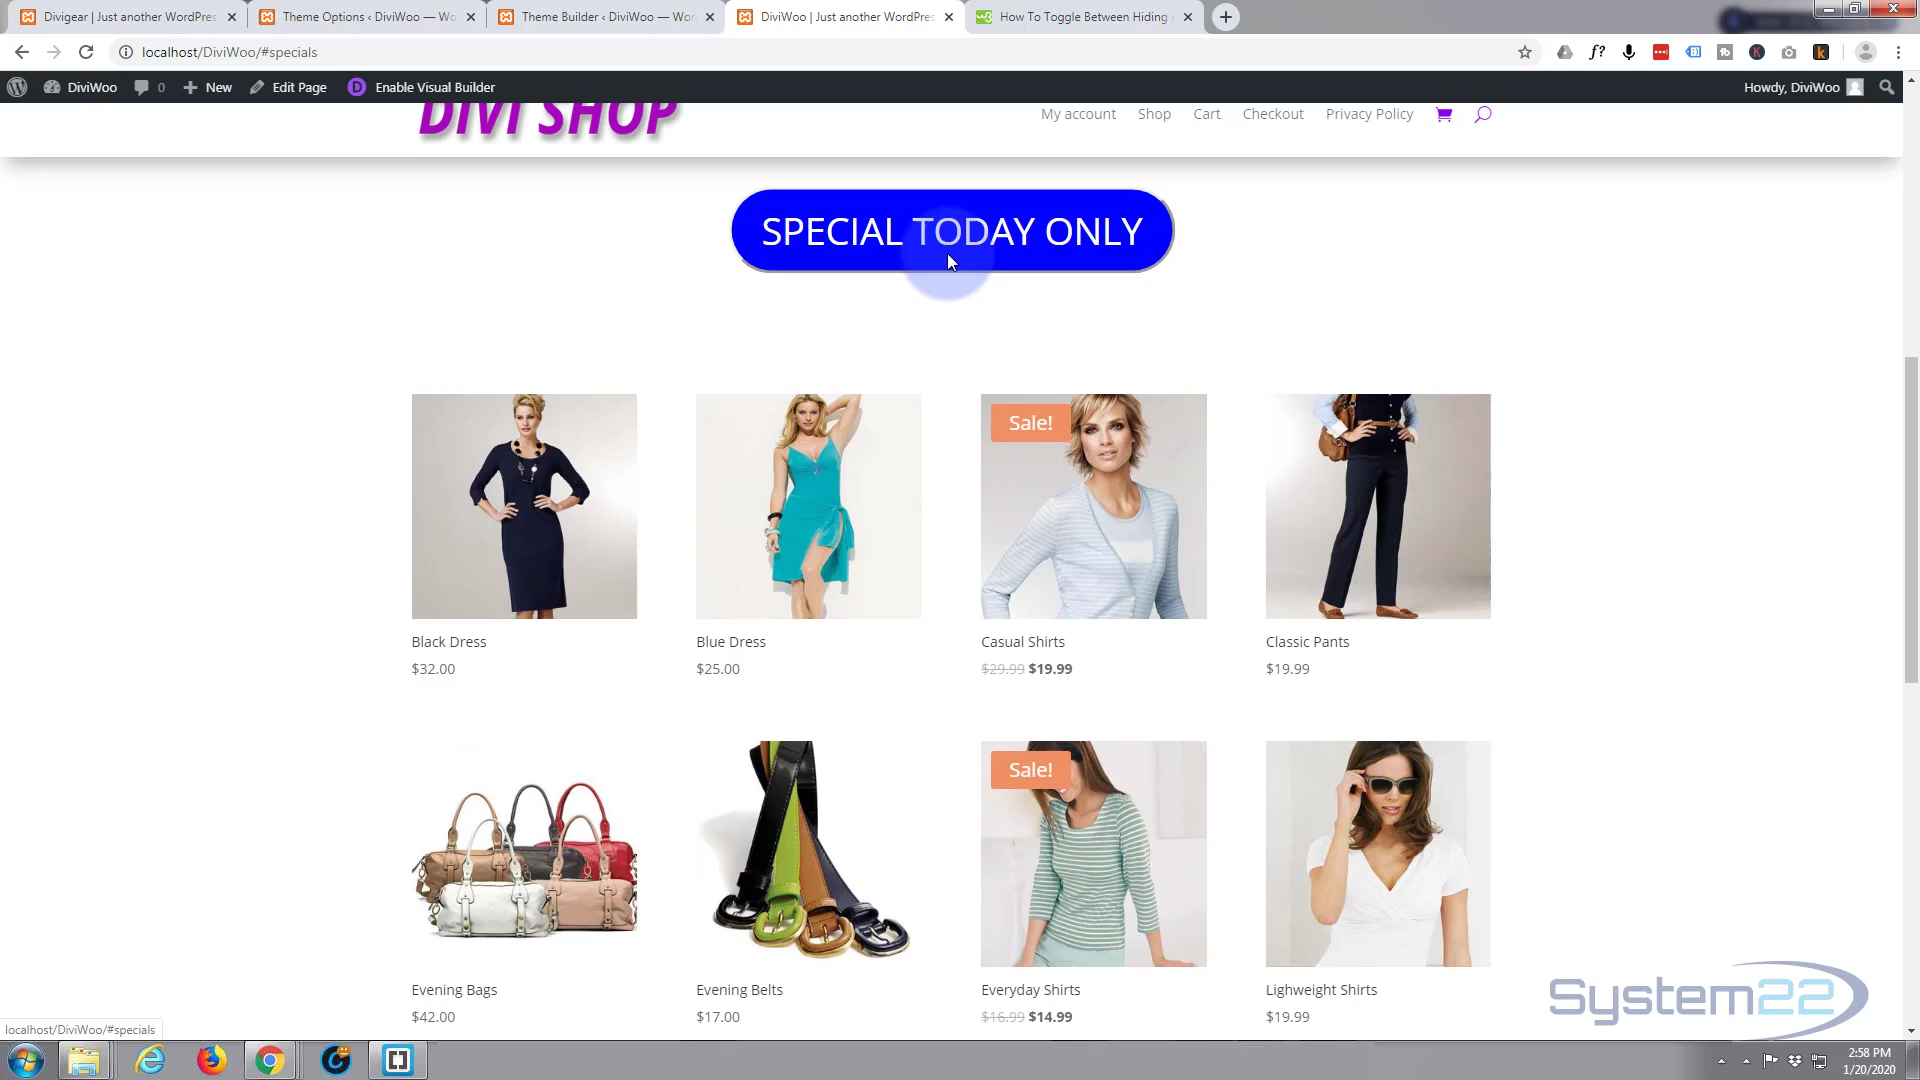 Divigear | Just another WordPres
Theme Options ‹ DiviWoo — Wo
Theme Builder ‹ DiviWoo — Wor
DiviWoo | Just another WordPres
How To Toggle Between Hiding
localhost/DiviWoo/#specials
DiviWoo
0
New
Edit Page
Enable Visual Builder
Howdy, DiviWoo
DIVI SHOP
My account
Shop
Cart
Checkout
Privacy Policy
SPECIAL TODAY ONLY
Sale!
Black Dress
Blue Dress
Casual Shirts
Classic Pants
$32.00
$25.00
$29.99 $19.99
$19.99
Sale!
Evening Bags
Evening Belts
Everyday Shirts
Lighweight Shirts
$42.00
$17.00
$16.99 $14.99
$19.99
System22
localhost/DiviWoo/#specials
2:58 PM
1/20/2020